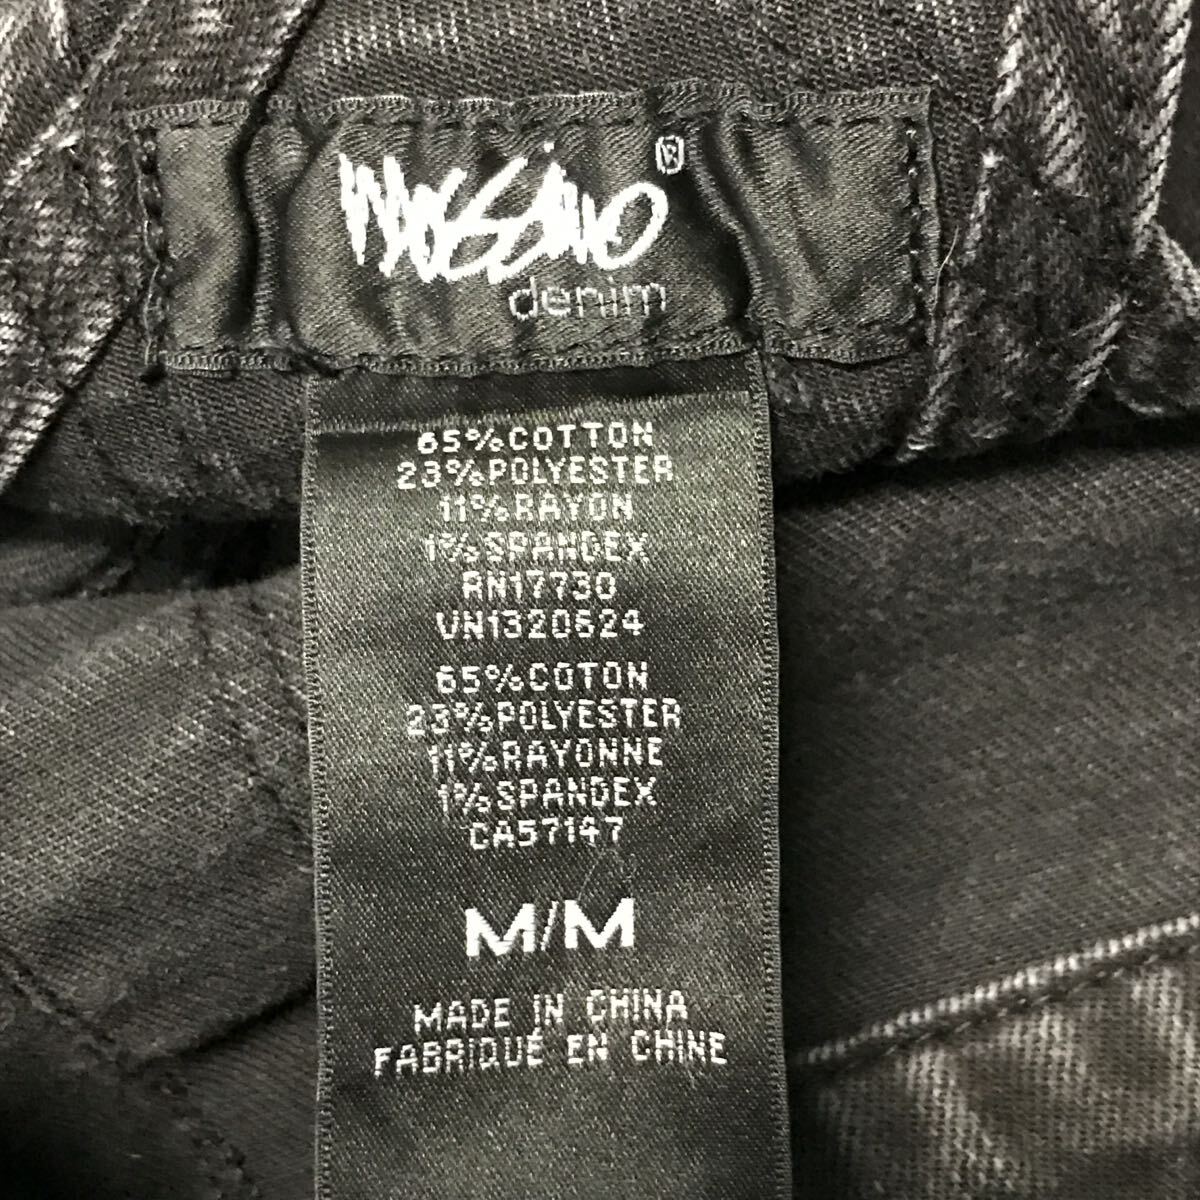 Mossimo ®
denim
65%COTTON
23%POLYESTER
11%RAYON
1%SPANDEX
RN17730
VN1320624
65%COTON
23%POLYESTER
11%RAYONNE
1%SPANDEX
CA57147
M/M
MADE IN CHINA
FABRIQUÉ EN CHINE